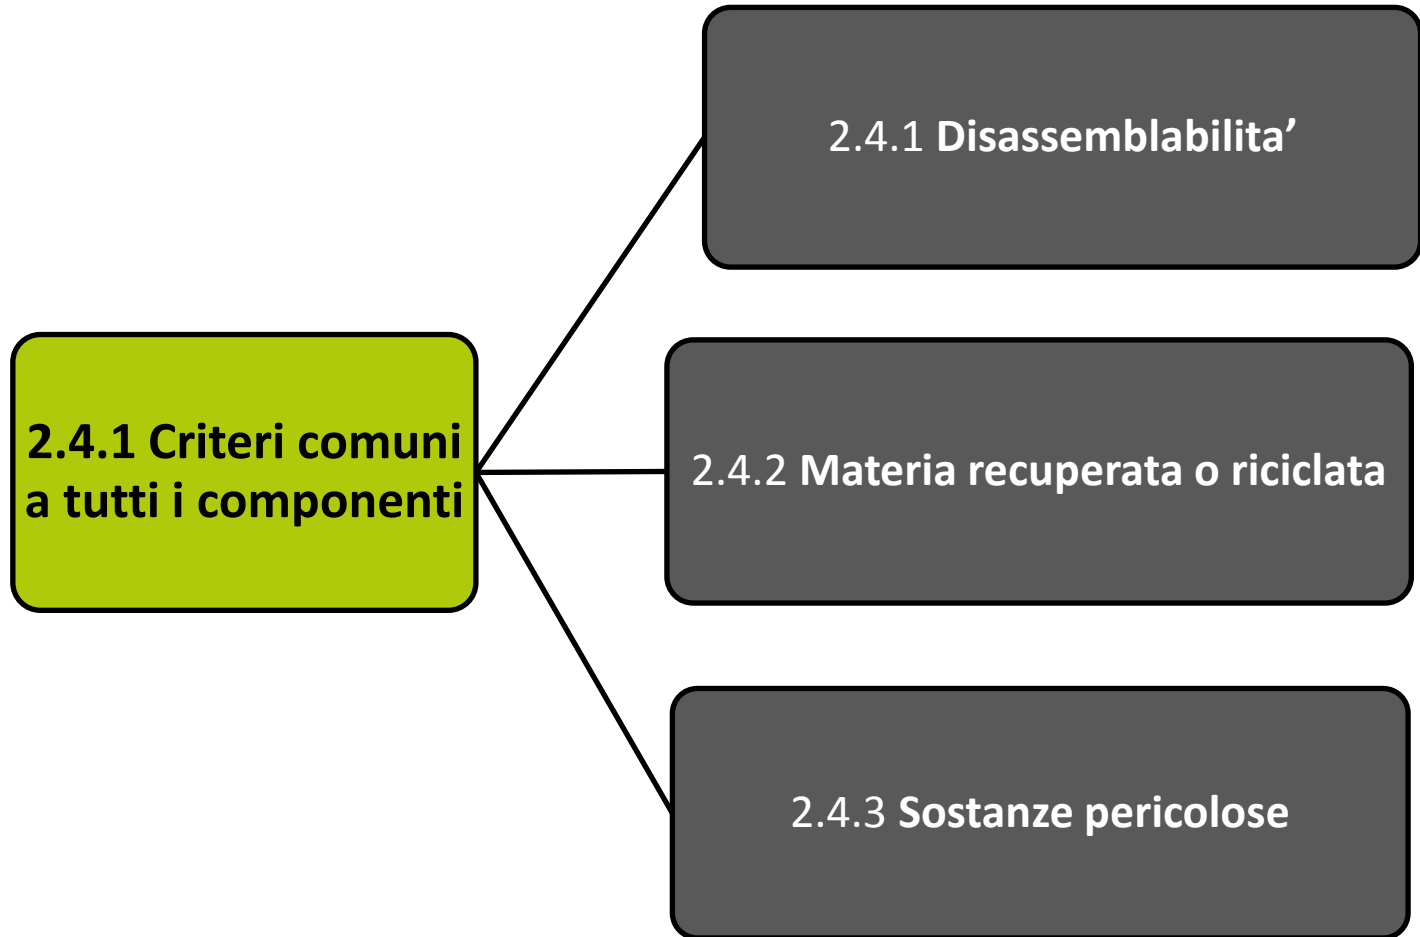 2.4.1 Disassemblabilita’
2.4.1 Criteri comuni
a tutti i componenti
2.4.2 Materia recuperata o riciclata
2.4.3 Sostanze pericolose